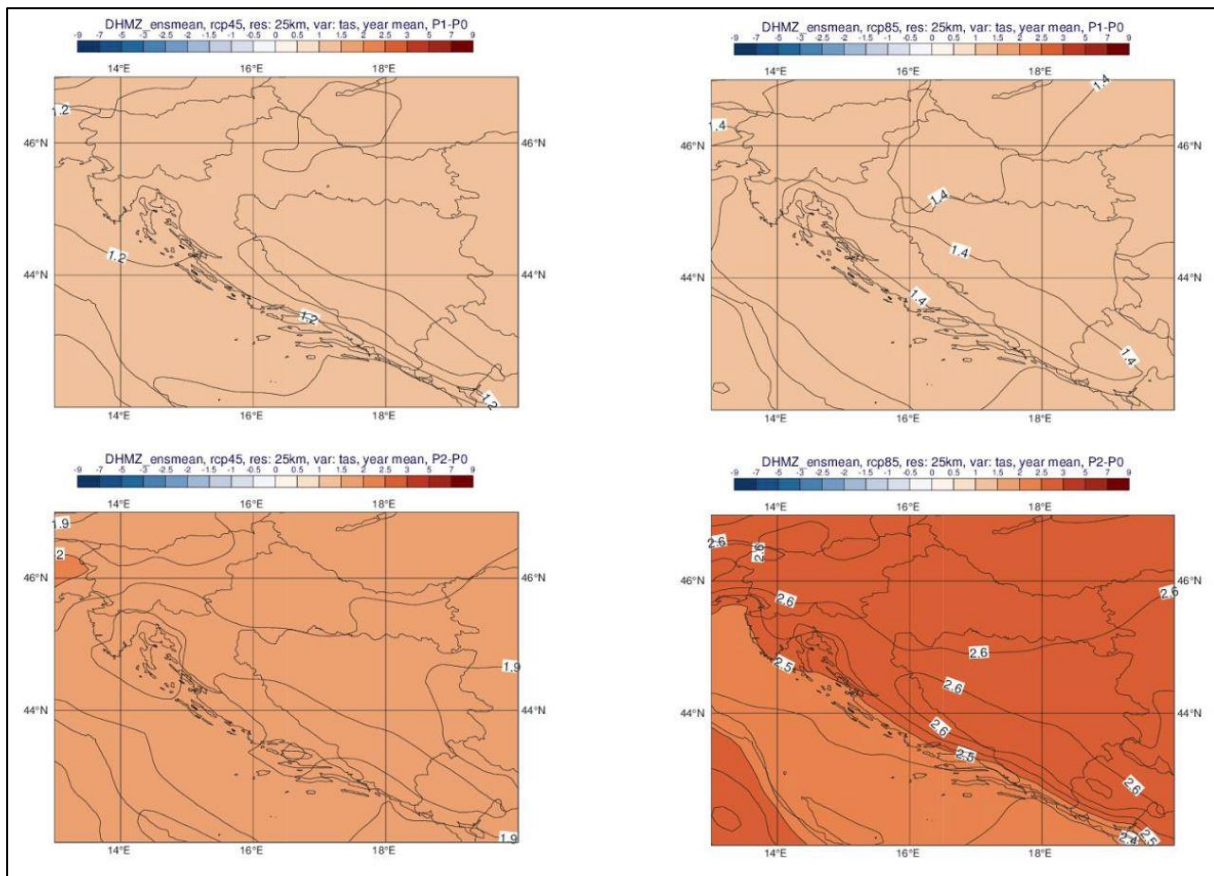 DHMZ_ensmean, rcp45, res: 25km, var: tas, year mean, P1-P0
-9 -7 -5 -3 -2.5 -2 -1.5 -1 -0.5 0 0.5 1 1.5 2 2.5 3 5 7 9
14°E 16°E 18°E
1.2
46°N 46°N
1.2
44°N 44°N
1.2
1.2
14°E 16°E 18°E
DHMZ_ensmean, rcp85, res: 25km, var: tas, year mean, P1-P0
-9 -7 -5 -3 -2.5 -2 -1.5 -1 -0.5 0 0.5 1 1.5 2 2.5 3 5 7 9
14°E 16°E 18°E
1.4
1.4
46°N 46°N
1.4
1.4
44°N 44°N
1.4
1.4
14°E 16°E 18°E
DHMZ_ensmean, rcp45, res: 25km, var: tas, year mean, P2-P0
-9 -7 -5 -3 -2.5 -2 -1.5 -1 -0.5 0 0.5 1 1.5 2 2.5 3 5 7 9
14°E 16°E 18°E
1.9
2
46°N 46°N
1.9
44°N 44°N
1.9
14°E 16°E 18°E
DHMZ_ensmean, rcp85, res: 25km, var: tas, year mean, P2-P0
-9 -7 -5 -3 -2.5 -2 -1.5 -1 -0.5 0 0.5 1 1.5 2 2.5 3 5 7 9
14°E 16°E 18°E
2.6 2.6
46°N 46°N
2.6 2.6
2.6
2.5
2.6
44°N 44°N
2.6
2.5
2.6
2.4 2.5
14°E 16°E 18°E